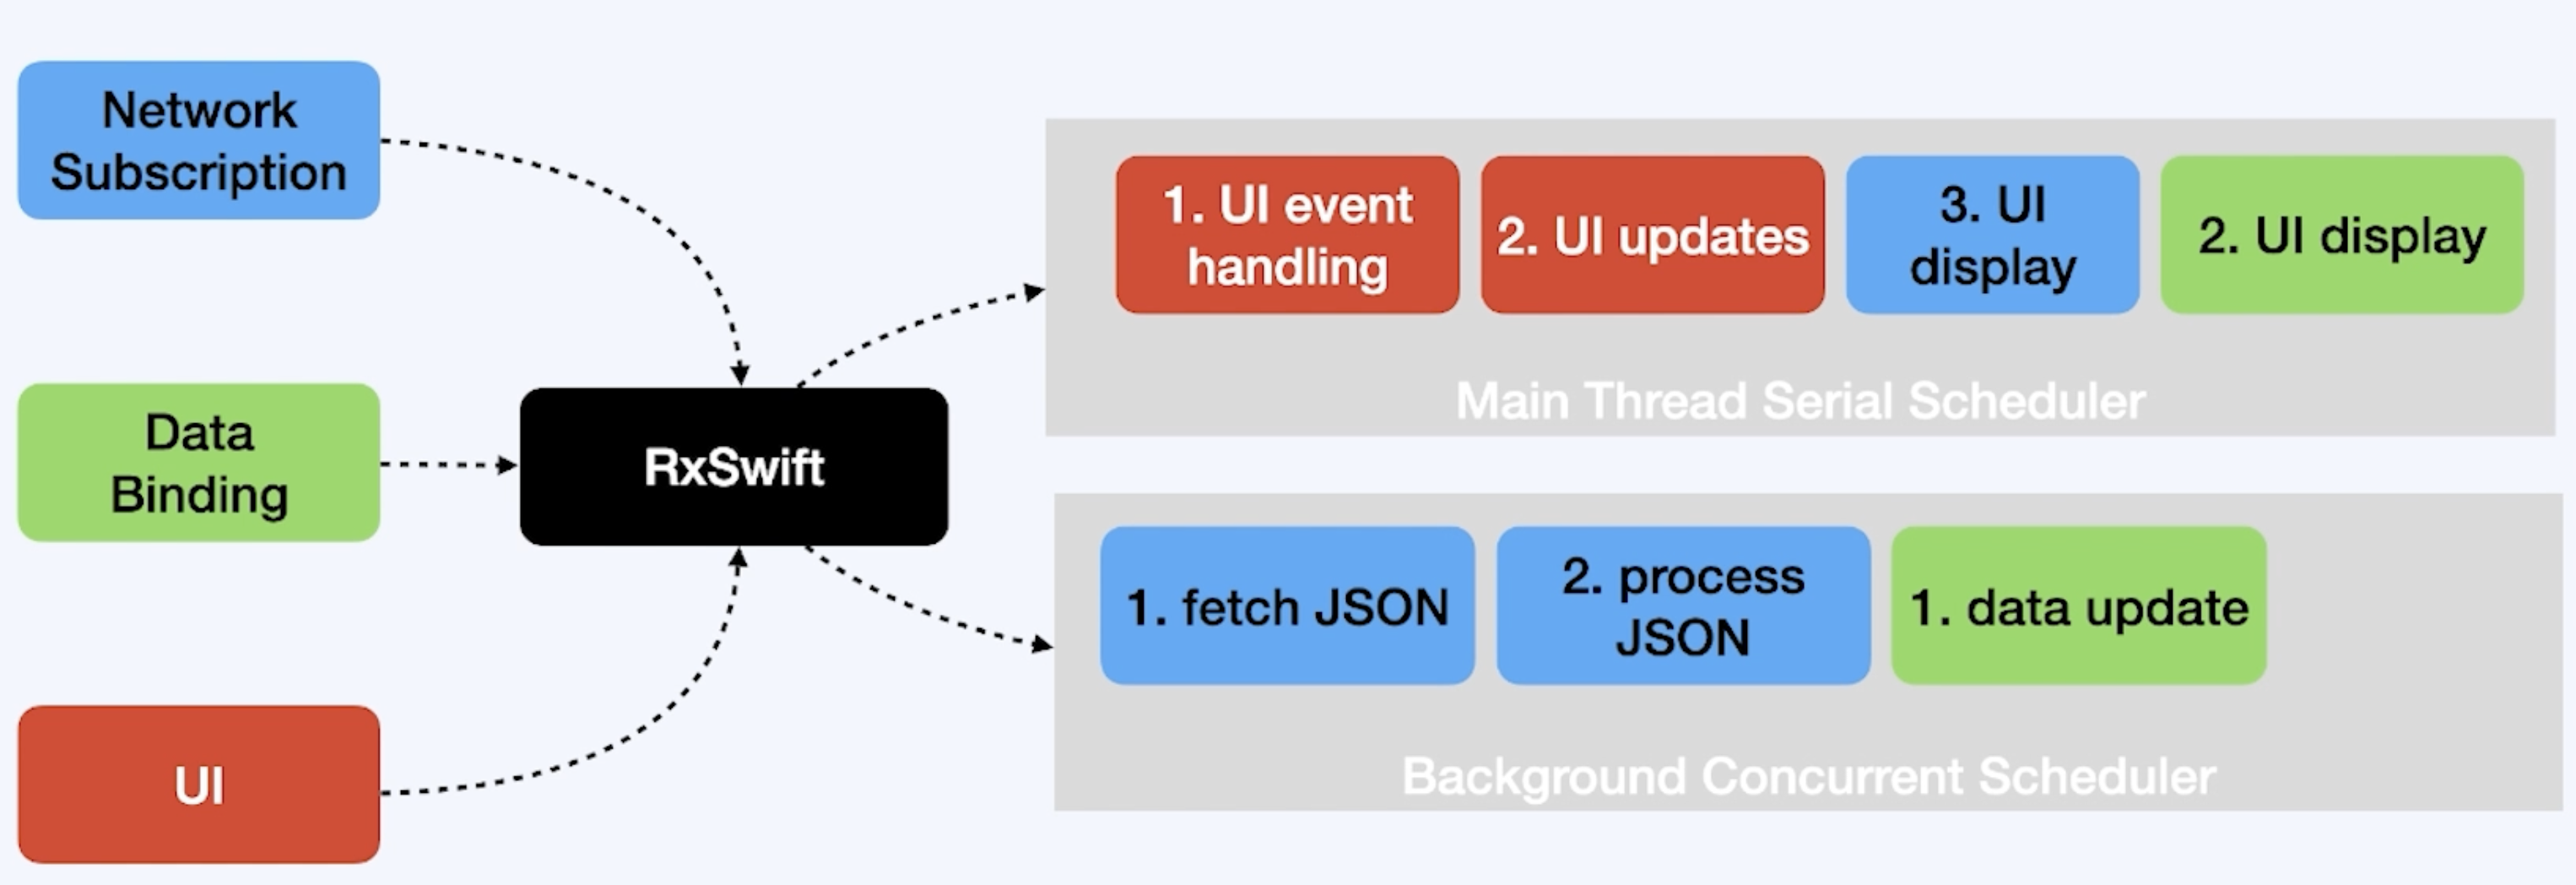 Network
Subscription
Data
Binding
UI
RxSwift
1. UI event
handling
2. UI updates
3. UI
display
2. UI display
Main Thread Serial Scheduler
1. fetch JSON
2. process
JSON
1. data update
Background Concurrent Scheduler